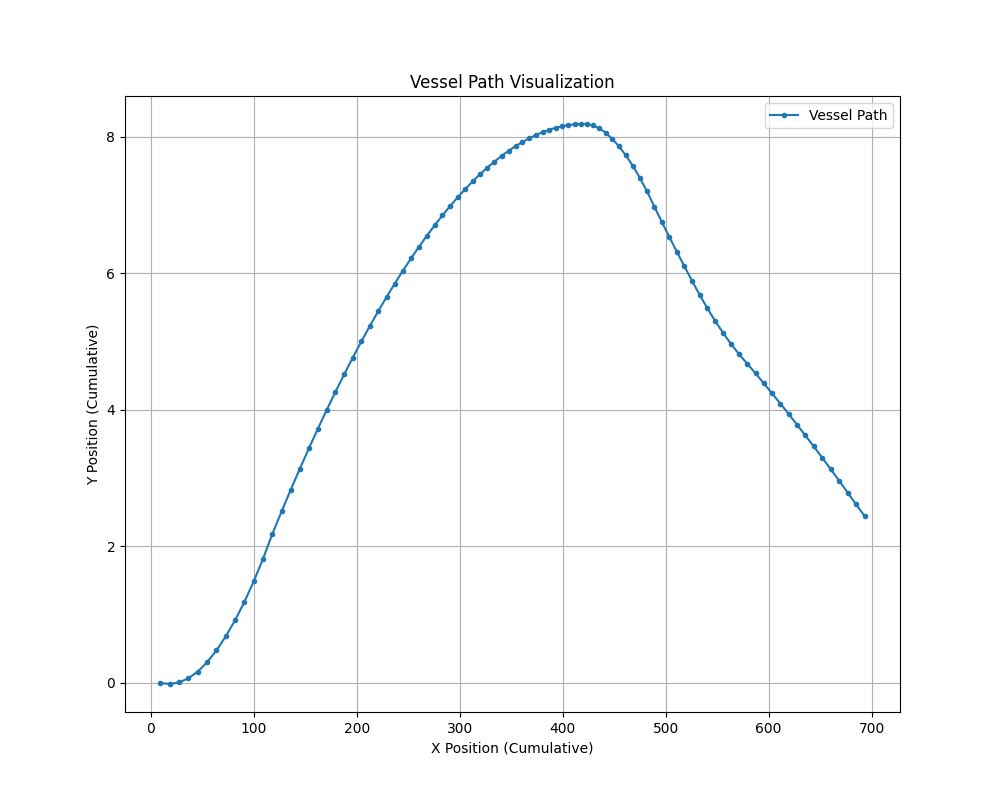 Vessel Path Visualization
Vessel Path
Y Position (Cumulative)
8
6
4
2
0
0 100 200 300 400 500 600 700
X Position (Cumulative)